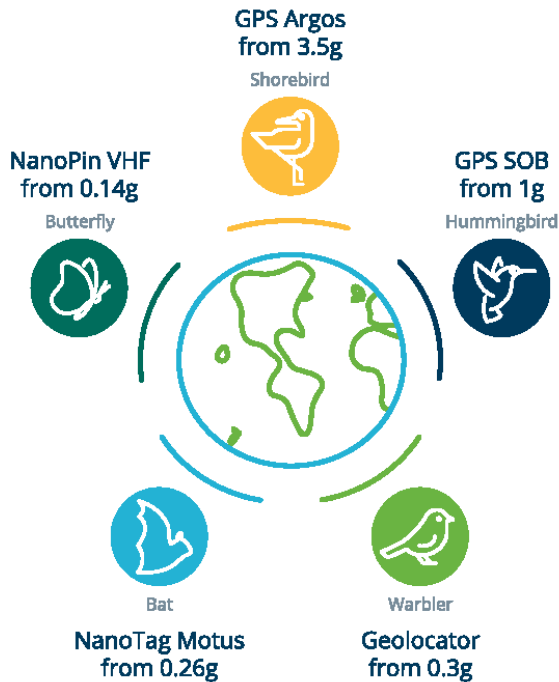 GPS Argos
from 3.5g
Shorebird
NanoPin VHF
from 0.14g
Butterfly
GPS SOB
from 1g
Hummingbird
Bat
NanoTag Motus
from 0.26g
Warbler
Geolocator
from 0.3g